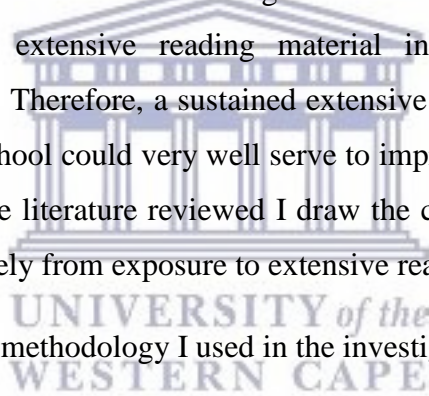 extensive reading material in
Therefore, a sustained extensive
hool could very well serve to imp
e literature reviewed I draw the c
ely from exposure to extensive rea
UNIVERSITY of the
methodology I used in the investi
WESTERN CAPE